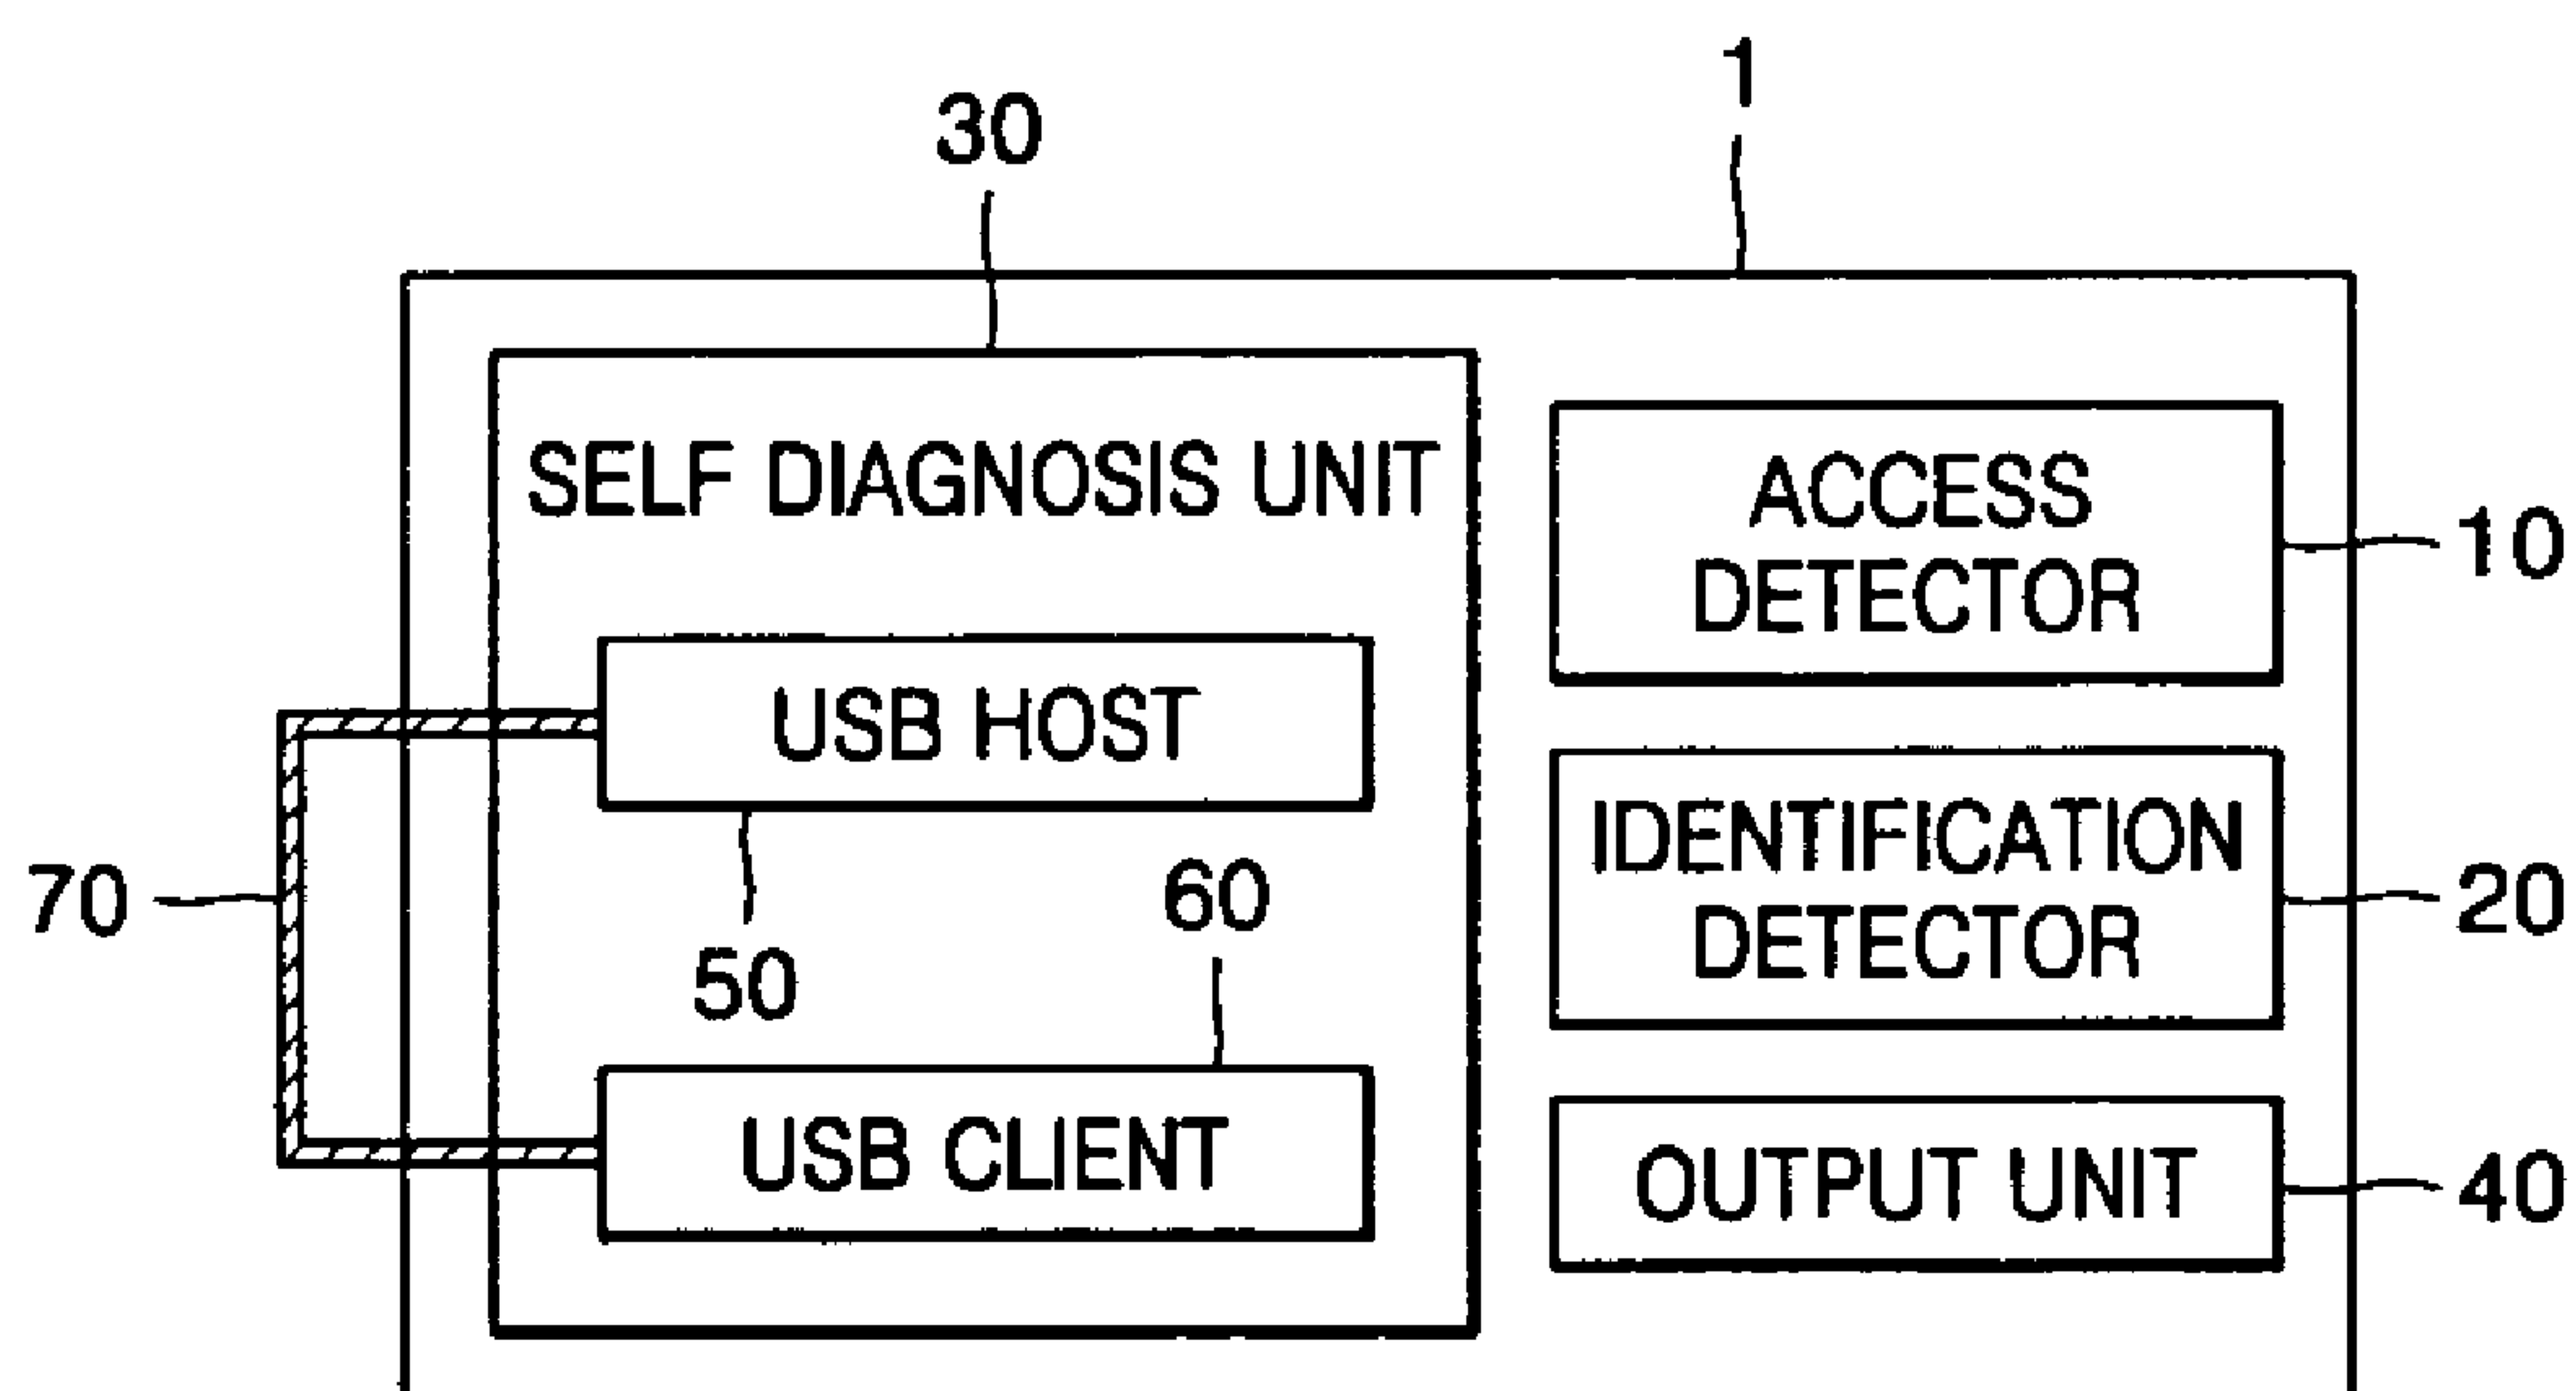 1
30
SELF DIAGNOSIS UNIT
ACCESS
DETECTOR
10
USB HOST
IDENTIFICATION
DETECTOR
70
60
20
50
USB CLIENT
OUTPUT UNIT
40